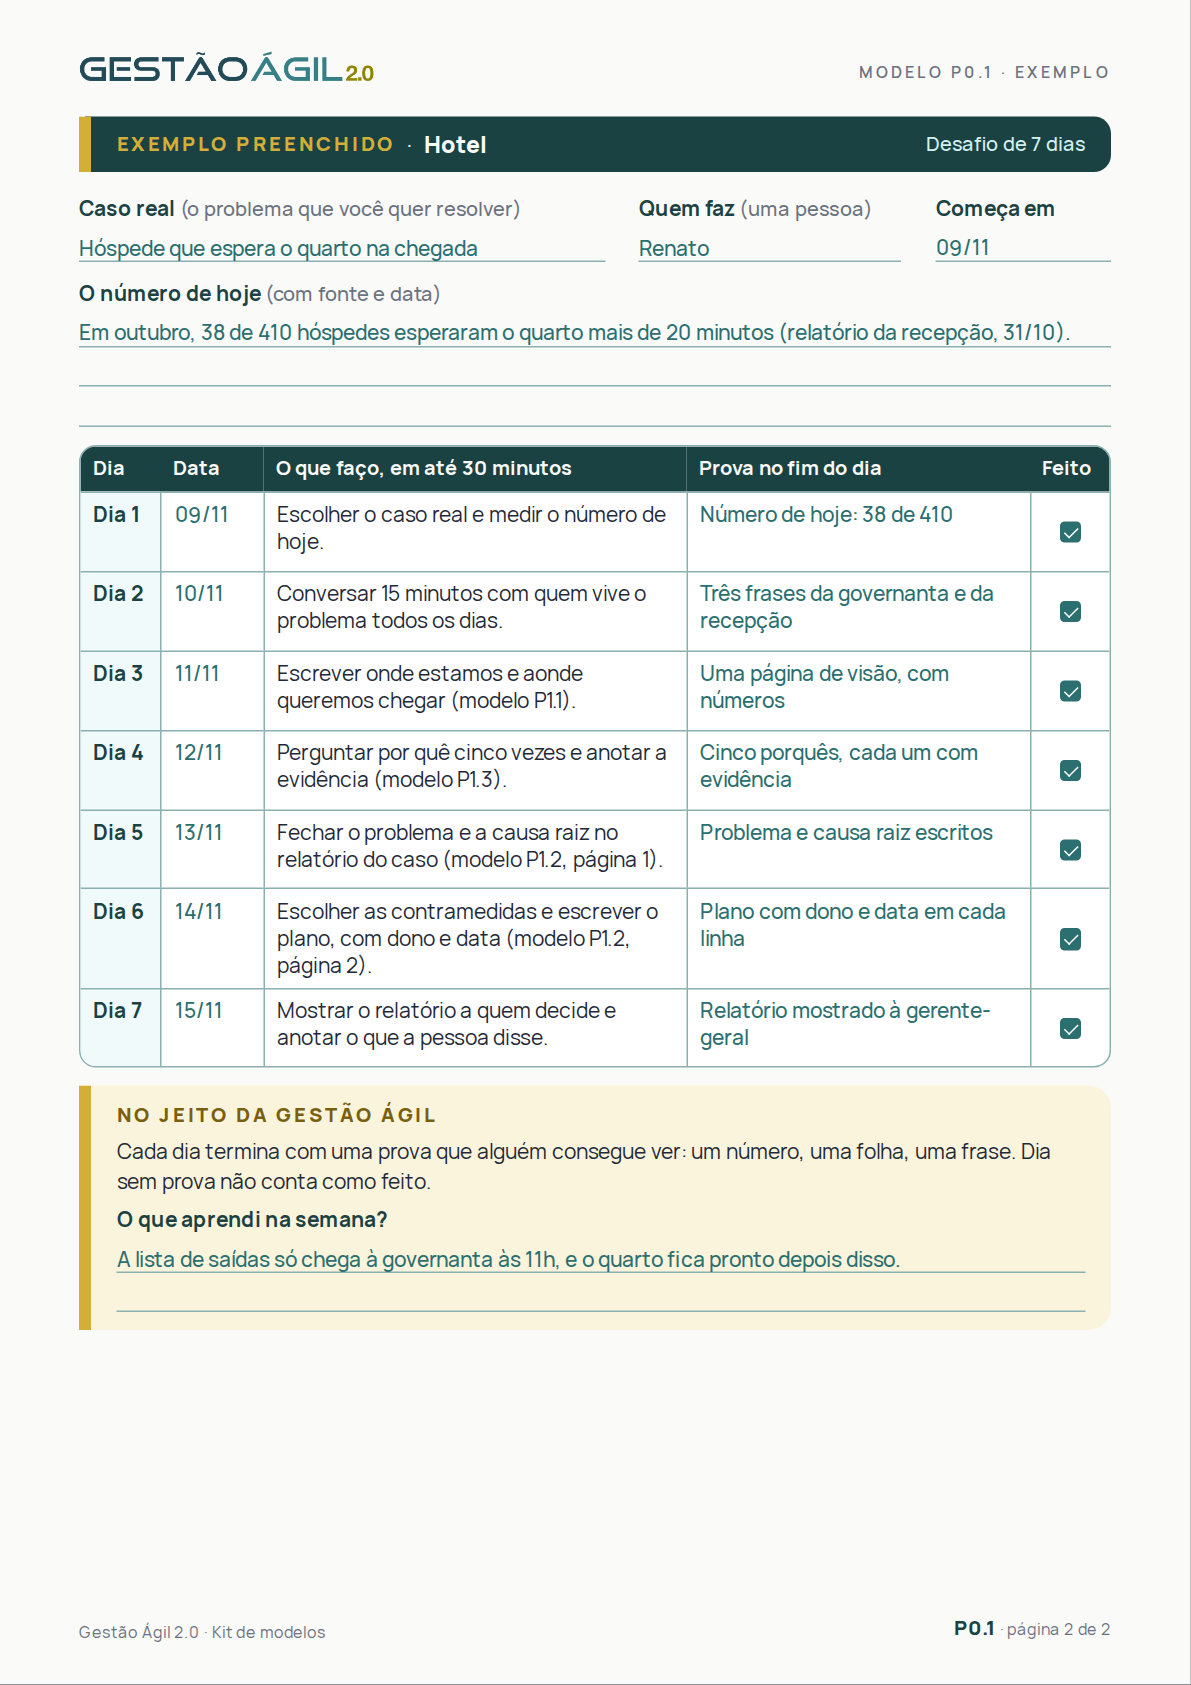 GESTÃOÁGIL2.0
MODELO P0.1 · EXEMPLO
EXEMPLO PREENCHIDO · Hotel
Desafio de 7 dias
Caso real (o problema que você quer resolver)
Quem faz (uma pessoa)
Começa em
Hóspede que espera o quarto na chegada
Renato
09/11
O número de hoje (com fonte e data)
Em outubro, 38 de 410 hóspedes esperaram o quarto mais de 20 minutos (relatório da recepção, 31/10).
Dia Data O que faço, em até 30 minutos Prova no fim do dia Feito
Dia 1 09/11 Escolher o caso real e medir o número de Número de hoje: 38 de 410
hoje.
Dia 2 10/11 Conversar 15 minutos com quem vive o Três frases da governanta e da
problema todos os dias. recepção
Dia 3 11/11 Escrever onde estamos e aonde Uma página de visão, com
queremos chegar (modelo P1.1). números
Dia 4 12/11 Perguntar por quê cinco vezes e anotar a Cinco porquês, cada um com
evidência (modelo P1.3). evidência
Dia 5 13/11 Fechar o problema e a causa raiz no Problema e causa raiz escritos
relatório do caso (modelo P1.2, página 1).
Dia 6 14/11 Escolher as contramedidas e escrever o Plano com dono e data em cada
plano, com dono e data (modelo P1.2, linha
página 2).
Dia 7 15/11 Mostrar o relatório a quem decide e Relatório mostrado à gerente-
anotar o que a pessoa disse. geral
NO JEITO DA GESTÃO ÁGIL
Cada dia termina com uma prova que alguém consegue ver: um número, uma folha, uma frase. Dia
sem prova não conta como feito.
O que aprendi na semana?
A lista de saídas só chega à governanta às 11h, e o quarto fica pronto depois disso.
Gestão Ágil 2.0 · Kit de modelos
P0.1 · página 2 de 2